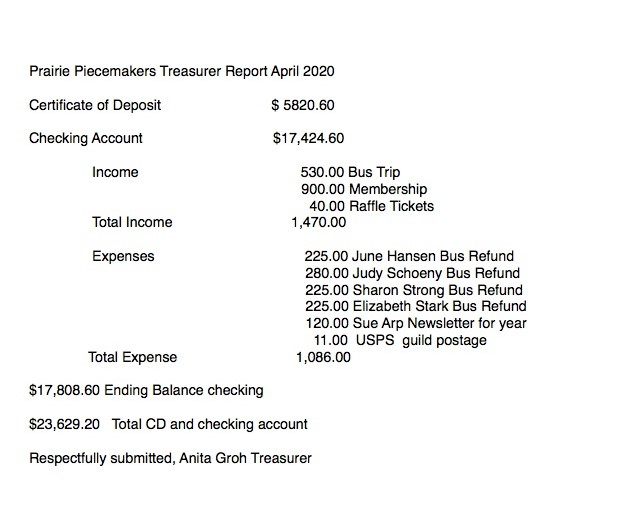 Prairie Piecemakers Treasurer Report April 2020
Certificate of Deposit $ 5820.60
Checking Account $17,424.60
Income 530.00 Bus Trip
900.00 Membership
40.00 Raffle Tickets
Total Income 1,470.00
Expenses 225.00 June Hansen Bus Refund
280.00 Judy Schoeny Bus Refund
225.00 Sharon Strong Bus Refund
225.00 Elizabeth Stark Bus Refund
120.00 Sue Arp Newsletter for year
11.00 USPS guild postage
Total Expense 1,086.00
$17,808.60 Ending Balance checking
$23,629.20 Total CD and checking account
Respectfully submitted, Anita Groh Treasurer